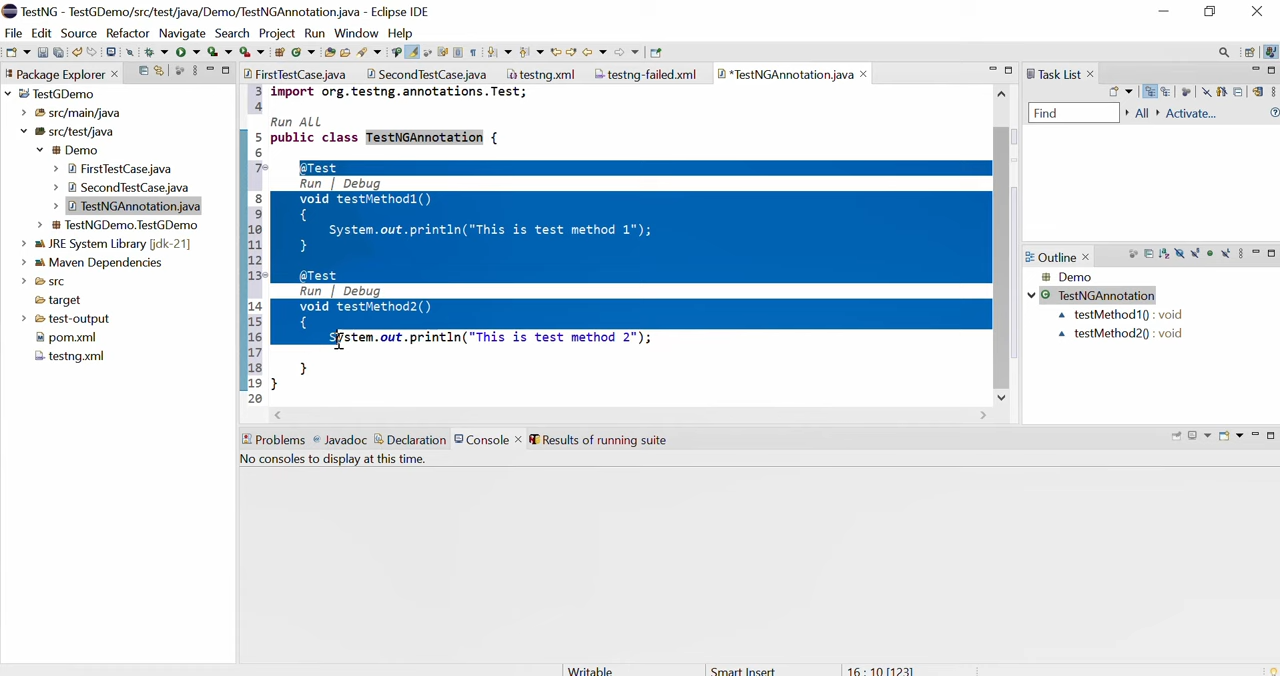 TestNG - TestGDemo/src/test/java/Demo/TestNGAnnotation.java - Eclipse IDE
File Edit Source Refactor Navigate Search Project Run Window Help
Package Explorer
TestGDemo
src/main/java
src/test/java
Demo
FirstTestCase.java
SecondTestCase.java
TestNGAnnotation.java
TestNGDemo.TestGDemo
JRE System Library [jdk-21]
Maven Dependencies
src
target
test-output
pom.xml
testng.xml
FirstTestCase.java SecondTestCase.java testng.xml testng-failed.xml *TestNGAnnotation.java
3 import org.testng.annotations.Test;
4
Run All
5 public class TestNGAnnotation {
6
7 @Test
Run | Debug
8 void testMethod1()
9 {
10 System.out.println("This is test method 1");
11 }
12
13 @Test
Run | Debug
14 void testMethod2()
15 {
16 System.out.println("This is test method 2");
17
18 }
19 }
20
Task List
Find All Activate...
Outline
Demo
TestNGAnnotation
testMethod1() : void
testMethod2() : void
Problems Javadoc Declaration Console Results of running suite
No consoles to display at this time.
Writable Smart Insert 16 : 10 [123]